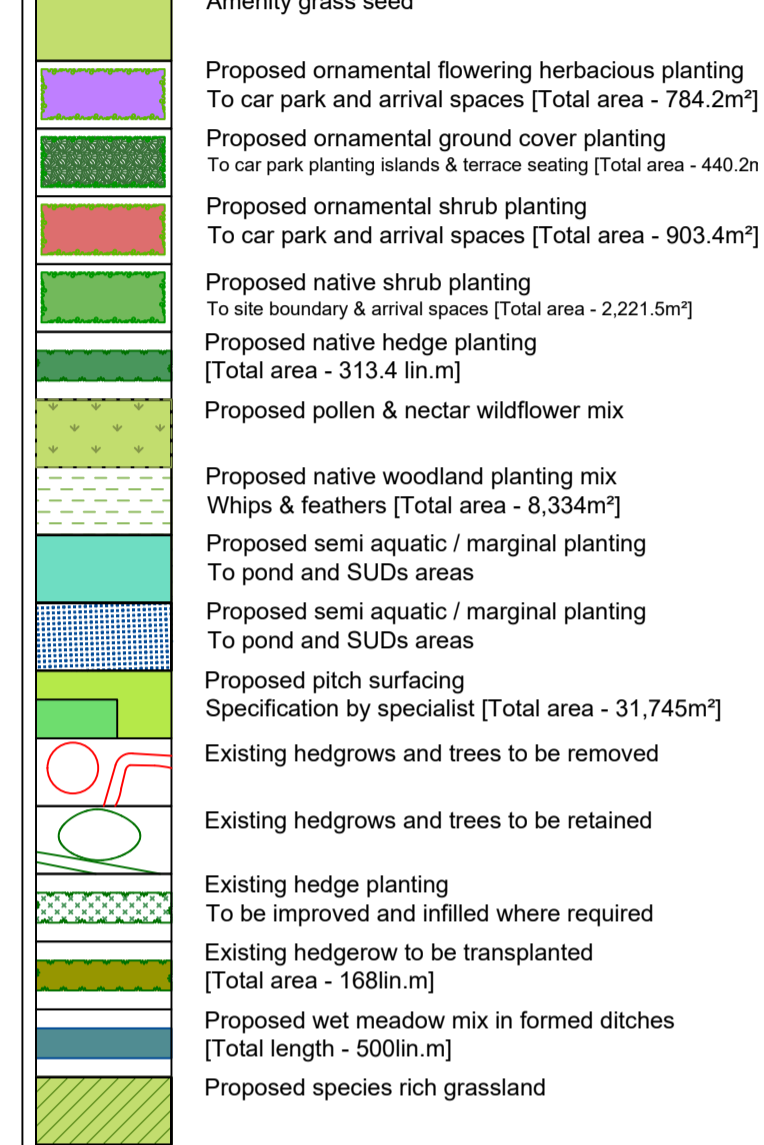 Amenity grass seed
Proposed ornamental flowering herbacious planting
To car park and arrival spaces [Total area - 784.2m²]
Proposed ornamental ground cover planting
To car park planting islands & terrace seating [Total area - 440.2m
Proposed ornamental shrub planting
To car park and arrival spaces [Total area - 903.4m²]
Proposed native shrub planting
To site boundary & arrival spaces [Total area - 2,221.5m²]
Proposed native hedge planting
[Total area - 313.4 lin.m]
Proposed pollen & nectar wildflower mix
Proposed native woodland planting mix
Whips & feathers [Total area - 8,334m²]
Proposed semi aquatic / marginal planting
To pond and SUDs areas
Proposed semi aquatic / marginal planting
To pond and SUDs areas
Proposed pitch surfacing
Specification by specialist [Total area - 31,745m²]
Existing hedgrows and trees to be removed
Existing hedgrows and trees to be retained
Existing hedge planting
To be improved and infilled where required
Existing hedgerow to be transplanted
[Total area - 168lin.m]
Proposed wet meadow mix in formed ditches
[Total length - 500lin.m]
Proposed species rich grassland